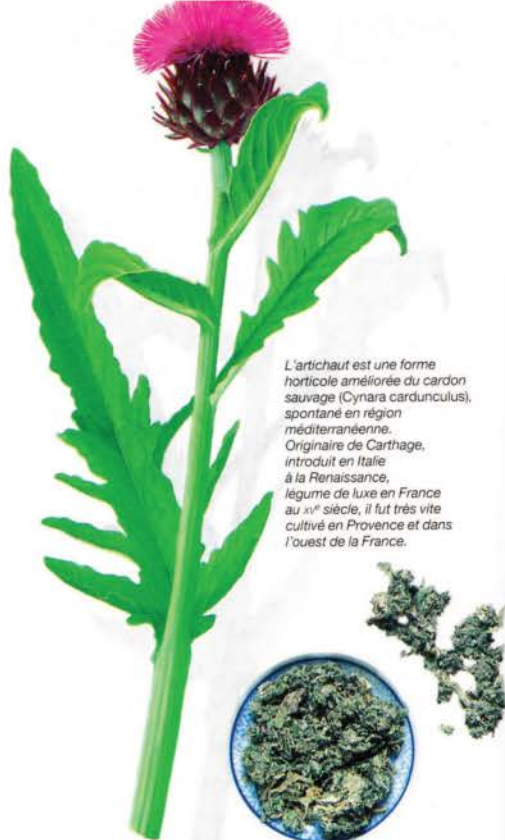 L'artichaut est une forme
horticole améliorée du cardon
sauvage (Cynara cardunculus),
spontané en région
méditerranéenne.
Originaire de Carthage,
introduit en Italie
à la Renaissance,
légume de luxe en France
au XVᵉ siècle, il fut très vite
cultivé en Provence et dans
l'ouest de la France.